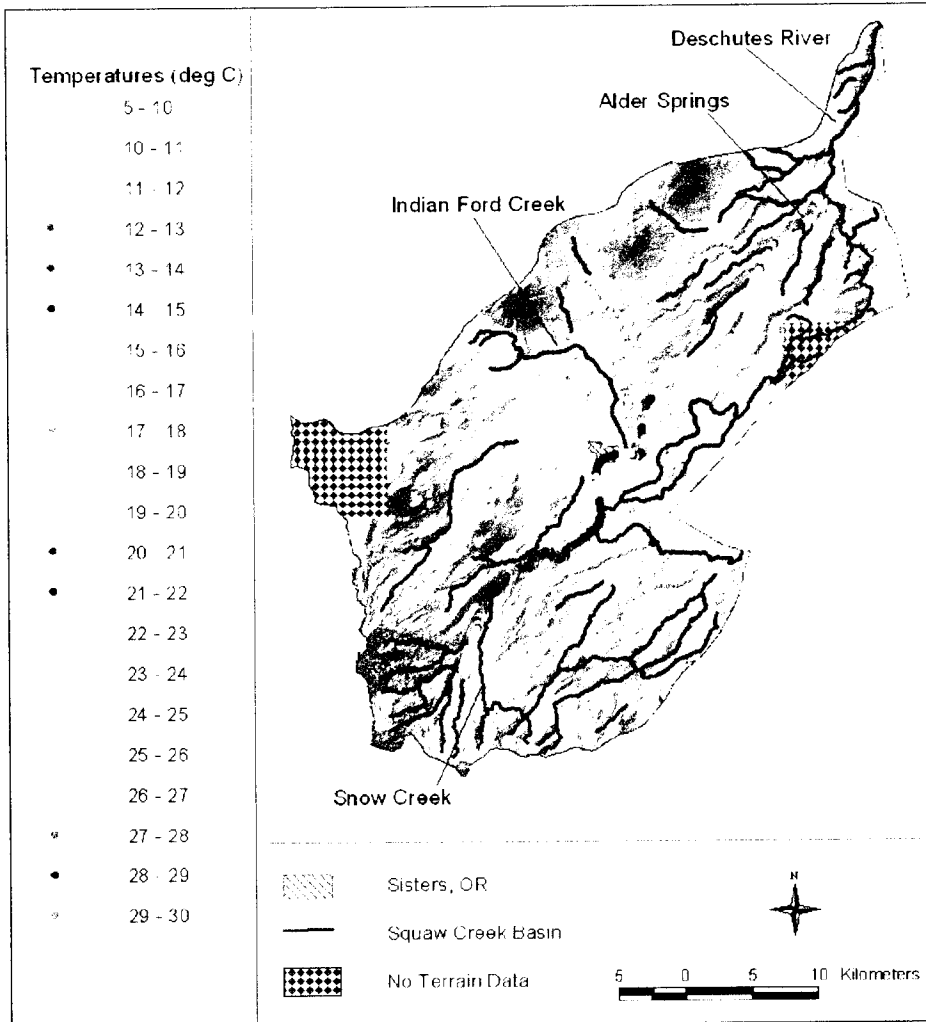 Temperatures (deg C)
5 - 10
10 - 11
11 - 12
12 - 13
13 - 14
14 15
15 - 16
16 - 17
17 18
18 - 19
19 - 20
20 21
21 - 22
22 - 23
23 - 24
24 - 25
25 - 26
26 - 27
27 - 28
28 - 29
29 - 30
Deschutes River
Alder Springs
Indian Ford Creek
Snow Creek
Sisters, OR
Squaw Creek Basin
No Terrain Data
N
5 0 5 10 Kilometers